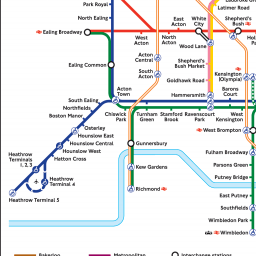 Park Royal
Latimer Road
North Ealing
East
Acton
White
City
Shepherd's
Bush
Ealing Broadway
West
Acton
North
Acton
Wood Lane
Acton
Central
Shepherd's
Bush Market
Ealing Common
South
Acton
Goldhawk Road
Kensington
(Olympia)
Acton
Town
Hammersmith
Barons
Court
South Ealing
Northfields
Boston Manor
Chiswick
Park
Turnham
Green
Stamford
Brook
Ravenscourt
Park
West
Kensington
Osterley
West Brompton
Hounslow East
Hounslow Central
Gunnersbury
Hounslow West
Fulham Broadway
Hatton Cross
Heathrow
Terminals
1, 2, 3
Kew Gardens
Parsons Green
Putney Bridge
Heathrow
Terminal 4
Richmond
East Putney
Heathrow Terminal 5
Southfields
Wimbledon Park
Wimbledon
Bakerloo
Metropolitan
Interchange stations